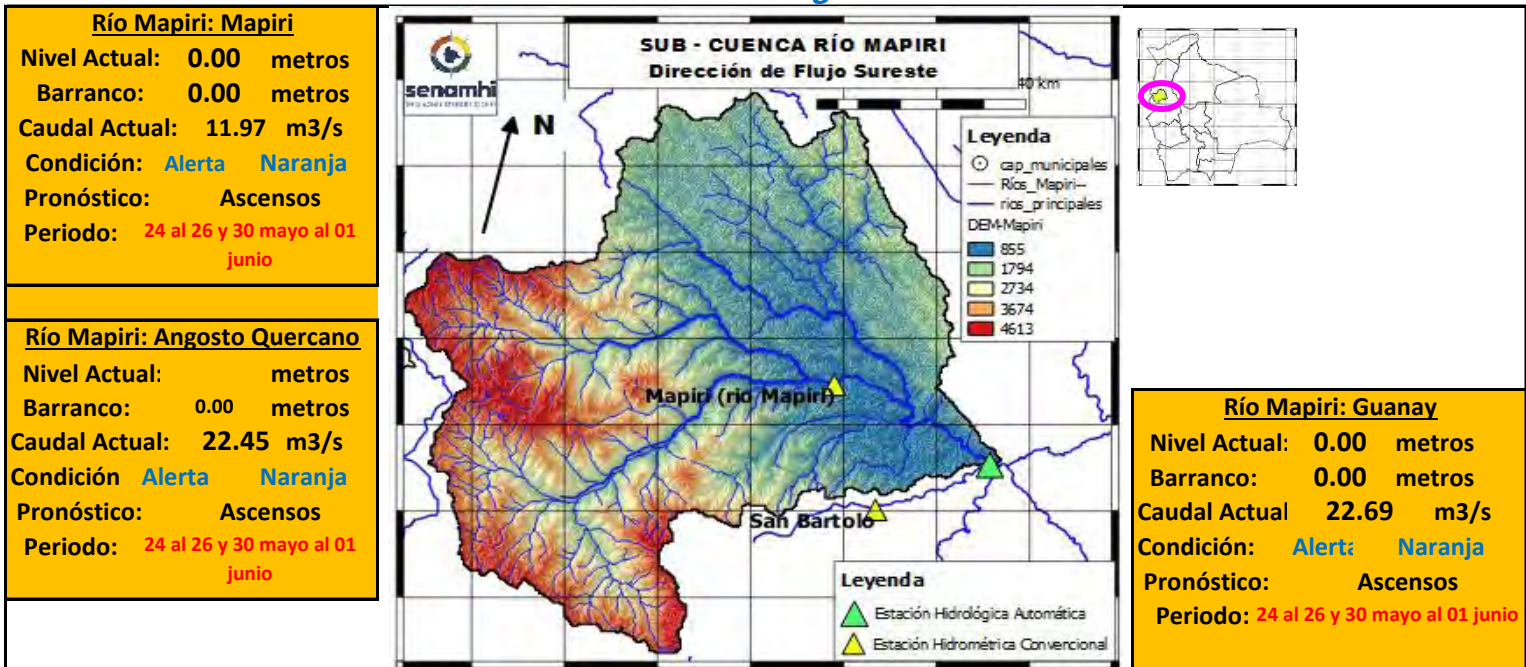 Río Mapiri: Mapiri
Nivel Actual: 0.00 metros
Barranco: 0.00 metros
Caudal Actual: 11.97 m3/s
Condición: Alerta Naranja
Pronóstico: Ascensos
Periodo: 24 al 26 y 30 mayo al 01
junio
Río Mapiri: Angosto Quercano
Nivel Actual: metros
Barranco: 0.00 metros
Caudal Actual: 22.45 m3/s
Condición Alerta Naranja
Pronóstico: Ascensos
Periodo: 24 al 26 y 30 mayo al 01
junio
senamhi
SUB - CUENCA RÍO MAPIRI
Dirección de Flujo Sureste
40 km
N
Leyenda
cap_municipales
Ríos_Mapiri--
rios_principales
DEM-Mapiri
855
1794
2734
3674
4613
Mapiri (rio Mapiri)
San Bartolo
Leyenda
Estación Hidrológica Automática
Estación Hidrométrica Convencional
Río Mapiri: Guanay
Nivel Actual: 0.00 metros
Barranco: 0.00 metros
Caudal Actual 22.69 m3/s
Condición: Alerta Naranja
Pronóstico: Ascensos
Periodo: 24 al 26 y 30 mayo al 01 junio